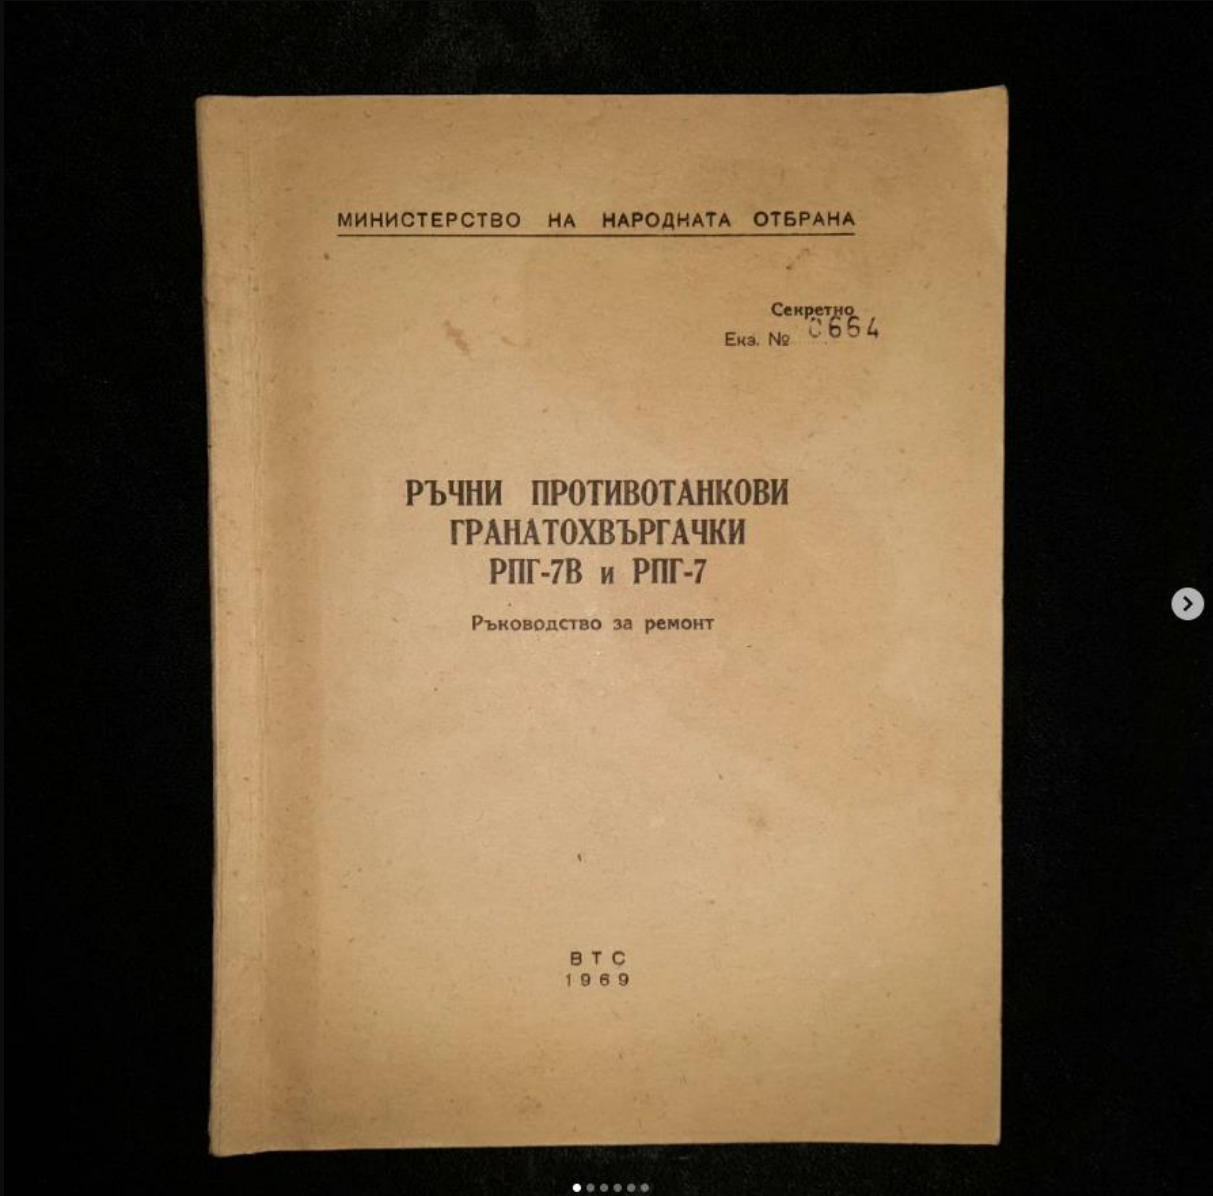 МИНИСТЕРСТВО НА НАРОДНАТА ОТБРАНА
Секретно
Екз. № 0664
РЪЧНИ ПРОТИВОТАНКОВИ
ГРАНАТОХВЪРГАЧКИ
РПГ-7В и РПГ-7
Ръководство за ремонт
ВТС
1969